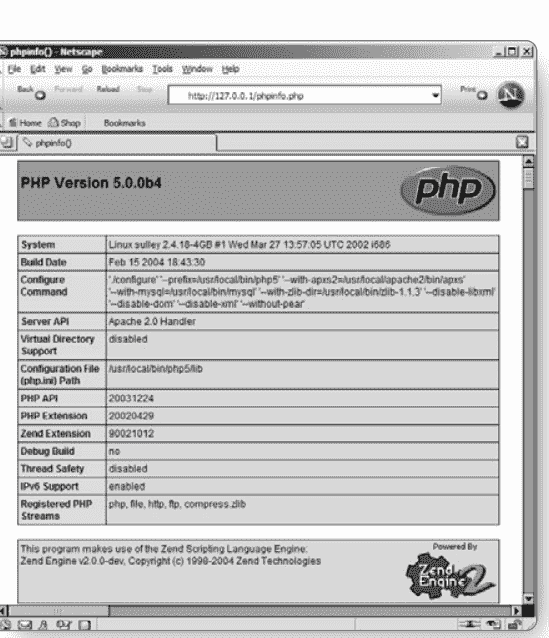 phpinfo() - Netscape
File Edit View Go Bookmarks Tools Window Help
Back Forward Reload Stop http://127.0.0.1/phpinfo.php Print N
Home Shop Bookmarks
phpinfo()
PHP Version 5.0.0b4
php
System Linux sulley 2.4.18-4GB #1 Wed Mar 27 13:57:05 UTC 2002 i686
Build Date Feb 15 2004 18:43:30
Configure Command './configure' '--prefix=/usr/local/bin/php5' '--with-apxs2=/usr/local/apache2/bin/apxs'
'--with-mysql=/usr/local/bin/mysql' '--with-zlib-dir=/usr/local/bin/zlib-1.1.3' '--disable-libxml'
'--disable-dom' '--disable-xml' '--without-pear'
Server API Apache 2.0 Handler
Virtual Directory Support disabled
Configuration File (php.ini) Path /usr/local/bin/php5/lib
PHP API 20031224
PHP Extension 20020429
Zend Extension 90021012
Debug Build no
Thread Safety disabled
IPv6 Support enabled
Registered PHP Streams php, file, http, ftp, compress.zlib
This program makes use of the Zend Scripting Language Engine:
Zend Engine v2.0.0-dev, Copyright (c) 1998-2004 Zend Technologies
Powered By
Zend
Engine 2